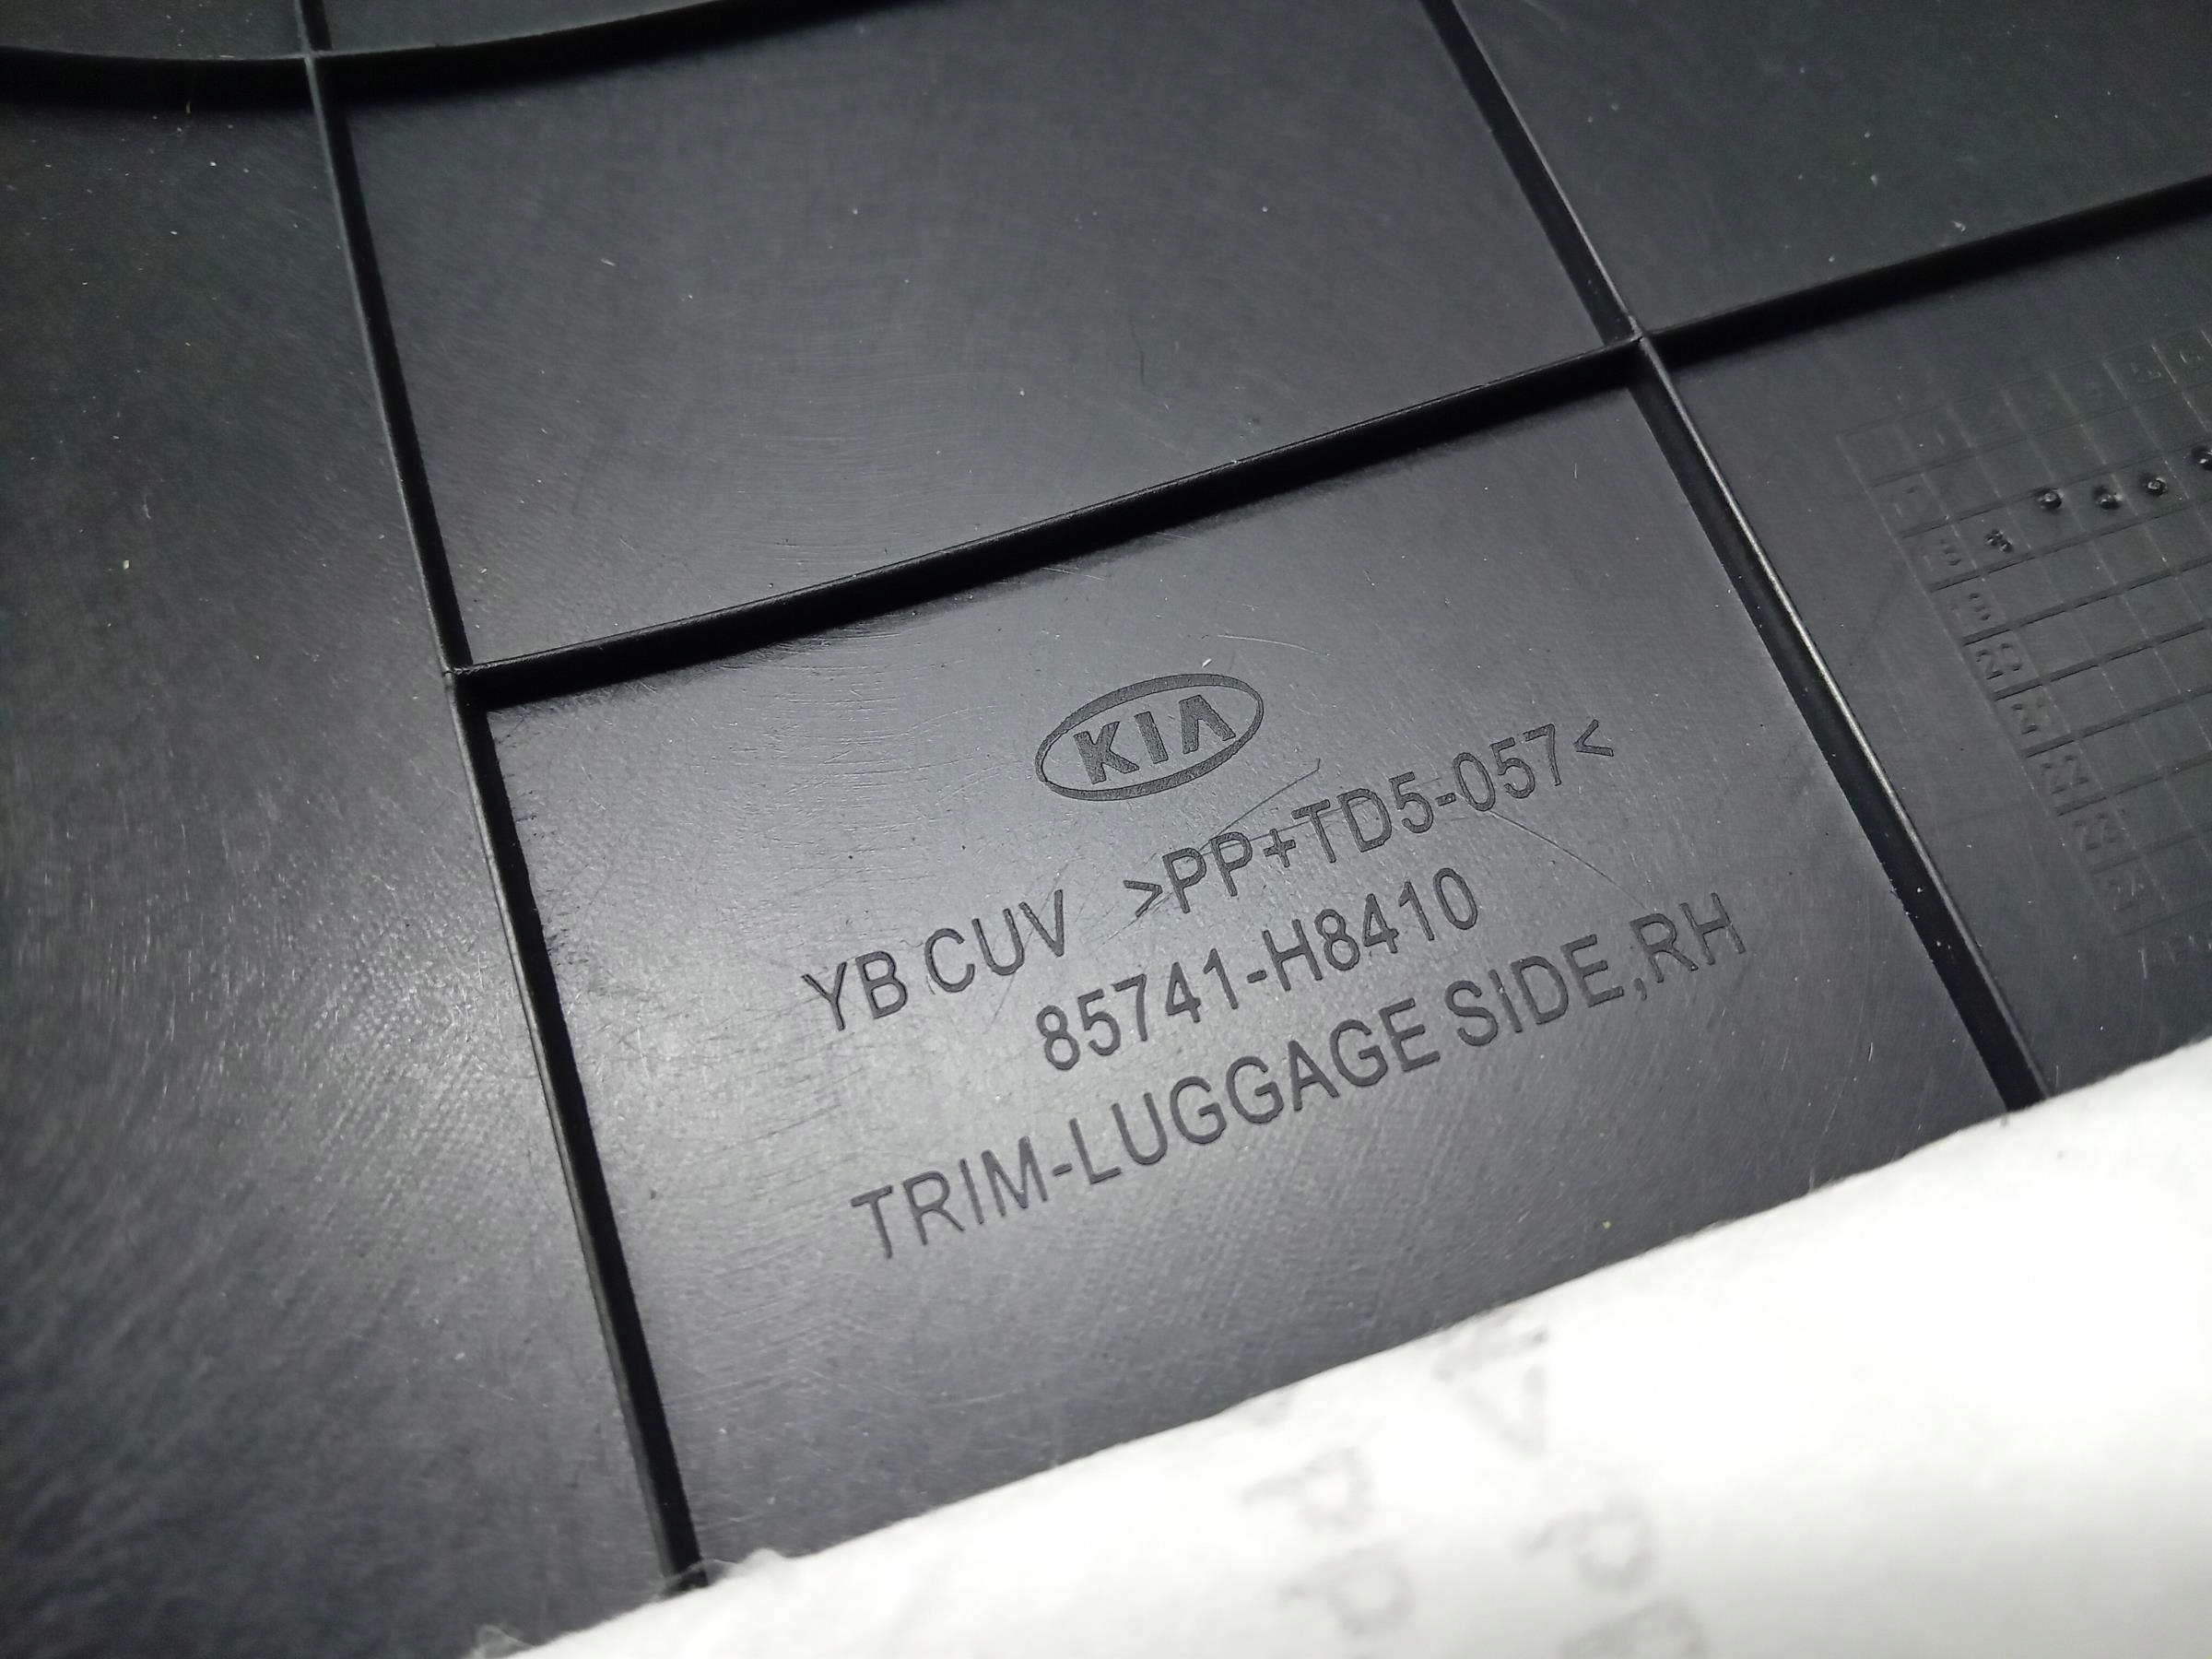 KIA
YB CUV >PP+TD5-057<
85741-H8410
TRIM-LUGGAGE SIDE,RH